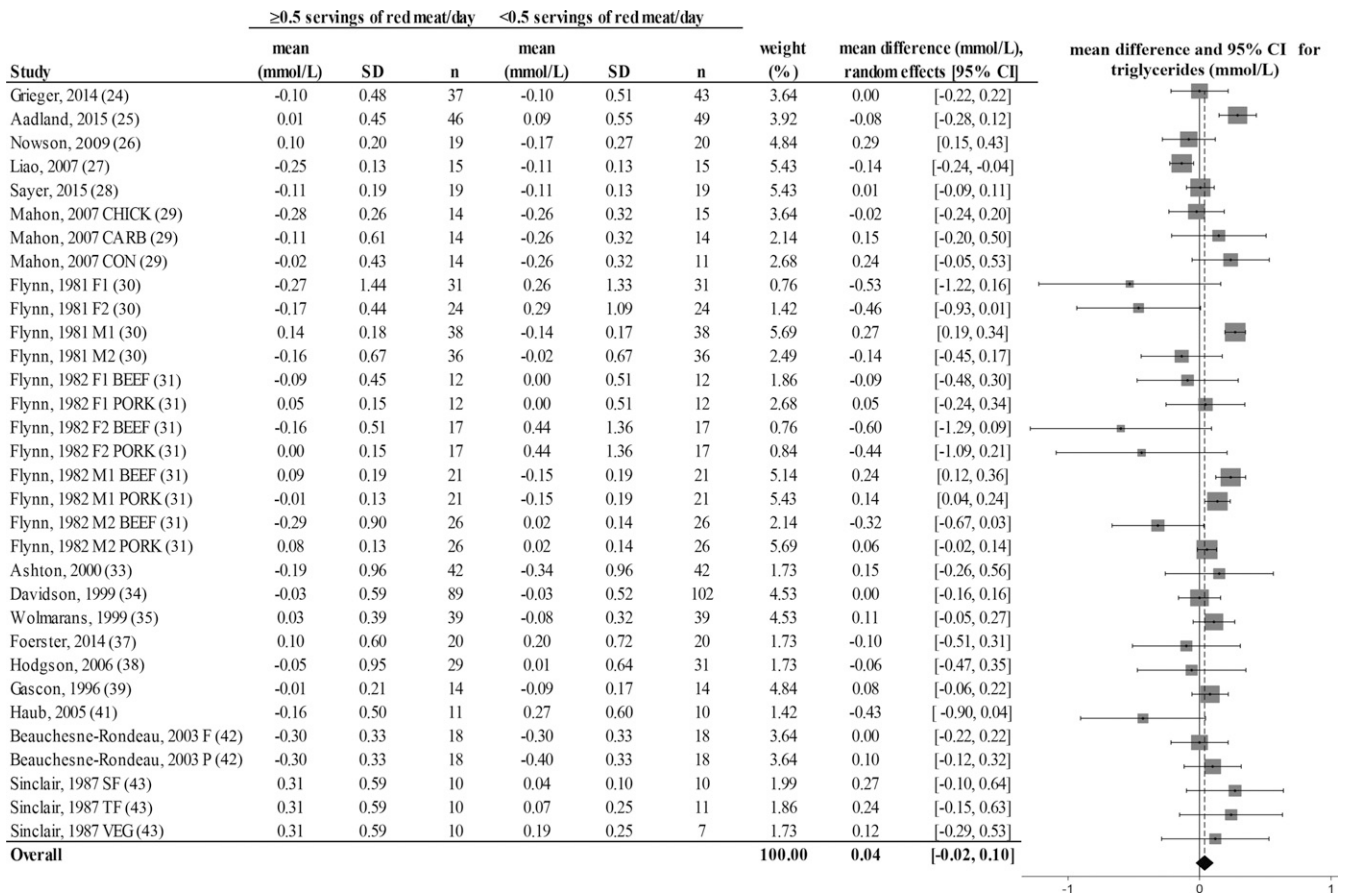 ≥0.5 servings of red meat/day <0.5 servings of red meat/day
mean mean weight mean difference (mmol/L), mean difference and 95% CI for
Study (mmol/L) SD n (mmol/L) SD n (%) random effects [95% CI] triglycerides (mmol/L)
Grieger, 2014 (24) -0.10 0.48 37 -0.10 0.51 43 3.64 0.00 [-0.22, 0.22]
Aadland, 2015 (25) 0.01 0.45 46 0.09 0.55 49 3.92 -0.08 [-0.28, 0.12]
Nowson, 2009 (26) 0.10 0.20 19 -0.17 0.27 20 4.84 0.29 [0.15, 0.43]
Liao, 2007 (27) -0.25 0.13 15 -0.11 0.13 15 5.43 -0.14 [-0.24, -0.04]
Sayer, 2015 (28) -0.11 0.19 19 -0.11 0.13 19 5.43 0.01 [-0.09, 0.11]
Mahon, 2007 CHICK (29) -0.28 0.26 14 -0.26 0.32 15 3.64 -0.02 [-0.24, 0.20]
Mahon, 2007 CARB (29) -0.11 0.61 14 -0.26 0.32 14 2.14 0.15 [-0.20, 0.50]
Mahon, 2007 CON (29) -0.02 0.43 14 -0.26 0.32 11 2.68 0.24 [-0.05, 0.53]
Flynn, 1981 F1 (30) -0.27 1.44 31 0.26 1.33 31 0.76 -0.53 [-1.22, 0.16]
Flynn, 1981 F2 (30) -0.17 0.44 24 0.29 1.09 24 1.42 -0.46 [-0.93, 0.01]
Flynn, 1981 M1 (30) 0.14 0.18 38 -0.14 0.17 38 5.69 0.27 [0.19, 0.34]
Flynn, 1981 M2 (30) -0.16 0.67 36 -0.02 0.67 36 2.49 -0.14 [-0.45, 0.17]
Flynn, 1982 F1 BEEF (31) -0.09 0.45 12 0.00 0.51 12 1.86 -0.09 [-0.48, 0.30]
Flynn, 1982 F1 PORK (31) 0.05 0.15 12 0.00 0.51 12 2.68 0.05 [-0.24, 0.34]
Flynn, 1982 F2 BEEF (31) -0.16 0.51 17 0.44 1.36 17 0.76 -0.60 [-1.29, 0.09]
Flynn, 1982 F2 PORK (31) 0.00 0.15 17 0.44 1.36 17 0.84 -0.44 [-1.09, 0.21]
Flynn, 1982 M1 BEEF (31) 0.09 0.19 21 -0.15 0.19 21 5.14 0.24 [0.12, 0.36]
Flynn, 1982 M1 PORK (31) -0.01 0.13 21 -0.15 0.19 21 5.43 0.14 [0.04, 0.24]
Flynn, 1982 M2 BEEF (31) -0.29 0.90 26 0.02 0.14 26 2.14 -0.32 [-0.67, 0.03]
Flynn, 1982 M2 PORK (31) 0.08 0.13 26 0.02 0.14 26 5.69 0.06 [-0.02, 0.14]
Ashton, 2000 (33) -0.19 0.96 42 -0.34 0.96 42 1.73 0.15 [-0.26, 0.56]
Davidson, 1999 (34) -0.03 0.59 89 -0.03 0.52 102 4.53 0.00 [-0.16, 0.16]
Wolmarans, 1999 (35) 0.03 0.39 39 -0.08 0.32 39 4.53 0.11 [-0.05, 0.27]
Foerster, 2014 (37) 0.10 0.60 20 0.20 0.72 20 1.73 -0.10 [-0.51, 0.31]
Hodgson, 2006 (38) -0.05 0.95 29 0.01 0.64 31 1.73 -0.06 [-0.47, 0.35]
Gascon, 1996 (39) -0.01 0.21 14 -0.09 0.17 14 4.84 0.08 [-0.06, 0.22]
Haub, 2005 (41) -0.16 0.50 11 0.27 0.60 10 1.42 -0.43 [ -0.90, 0.04]
Beauchesne-Rondeau, 2003 F (42) -0.30 0.33 18 -0.30 0.33 18 3.64 0.00 [-0.22, 0.22]
Beauchesne-Rondeau, 2003 P (42) -0.30 0.33 18 -0.40 0.33 18 3.64 0.10 [-0.12, 0.32]
Sinclair, 1987 SF (43) 0.31 0.59 10 0.04 0.10 10 1.99 0.27 [-0.10, 0.64]
Sinclair, 1987 TF (43) 0.31 0.59 10 0.07 0.25 11 1.86 0.24 [-0.15, 0.63]
Sinclair, 1987 VEG (43) 0.31 0.59 10 0.19 0.25 7 1.73 0.12 [-0.29, 0.53]
Overall 100.00 0.04 [-0.02, 0.10]
-1 0 1